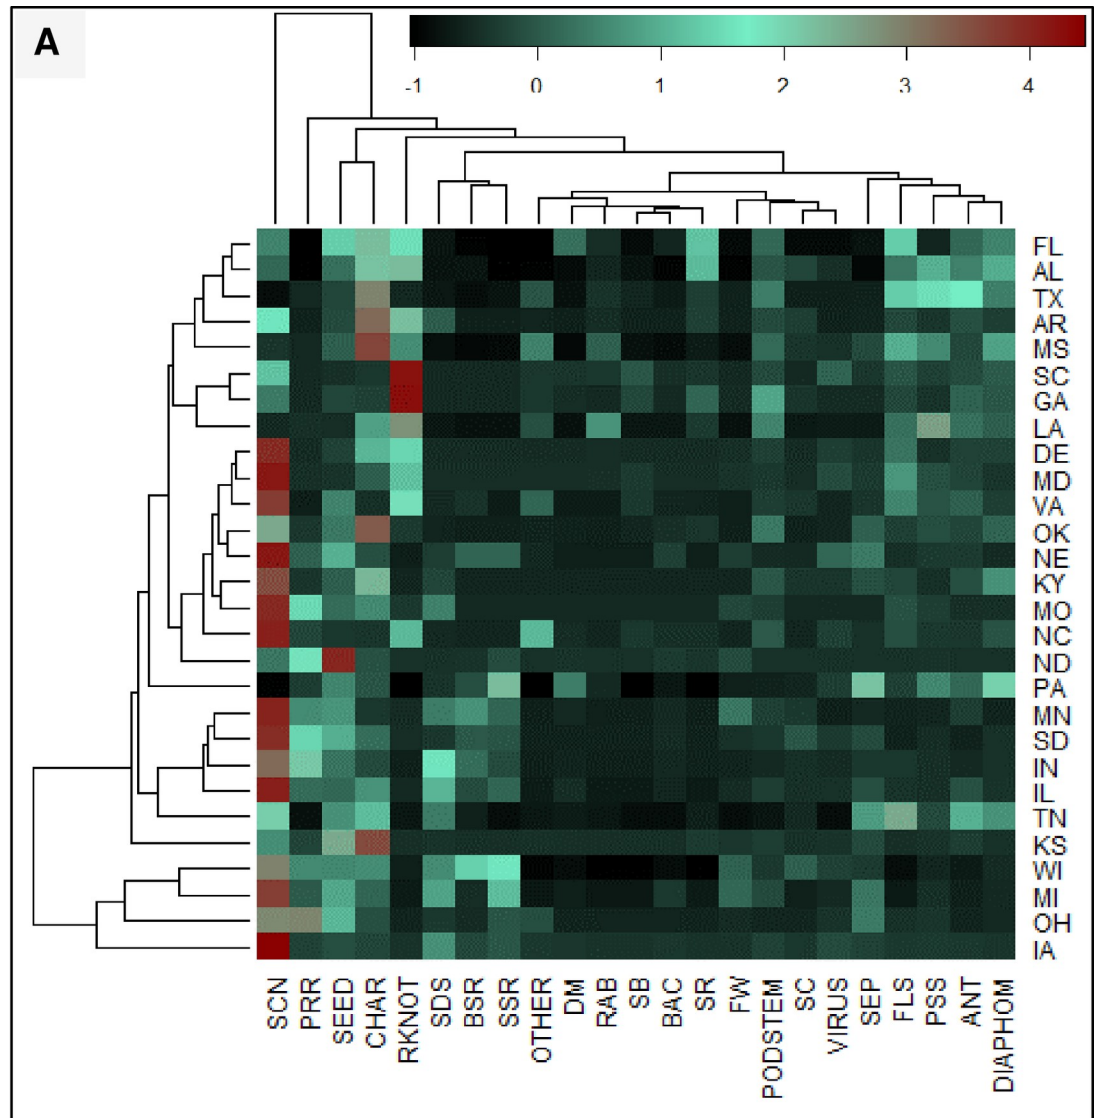 A
-1 0 1 2 3 4
FL
AL
TX
AR
MS
SC
GA
LA
DE
MD
VA
OK
NE
KY
MO
NC
ND
PA
MN
SD
IN
IL
TN
KS
WI
MI
OH
IA
SCN PRR SEED CHAR RKNOT SDS BSR SSR OTHER DM RAB SB BAC SR FW PODSTEM SC VIRUS SEP FLS PSS ANT DIAPHOM